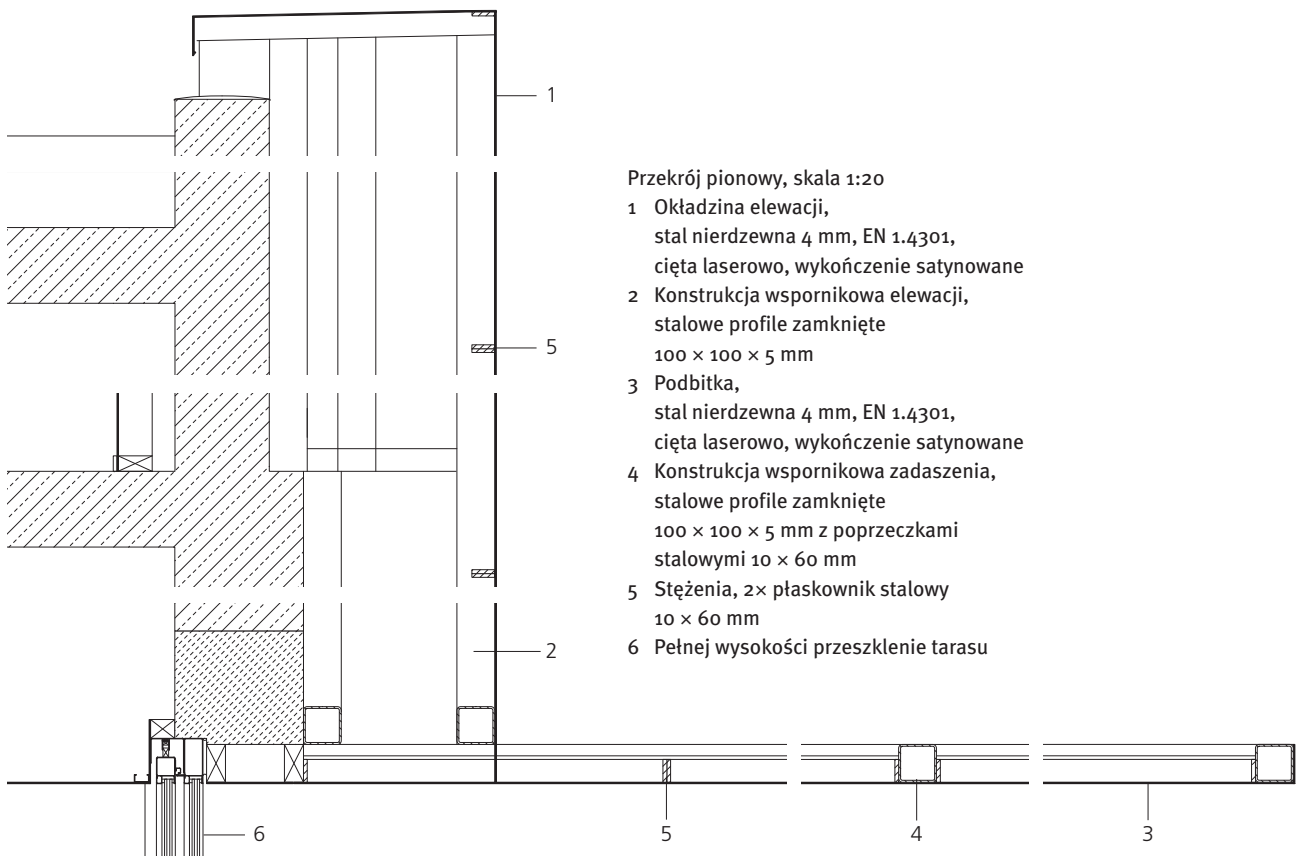 1
Przekrój pionowy, skala 1:20
1 Okładzina elewacji,
stal nierdzewna 4 mm, EN 1.4301,
cięta laserowo, wykończenie satynowane
2 Konstrukcja wspornikowa elewacji,
stalowe profile zamknięte
100 × 100 × 5 mm
3 Podbitka,
stal nierdzewna 4 mm, EN 1.4301,
cięta laserowo, wykończenie satynowane
4 Konstrukcja wspornikowa zadaszenia,
stalowe profile zamknięte
100 × 100 × 5 mm z poprzeczkami
stalowymi 10 × 60 mm
5 Stężenia, 2× płaskownik stalowy
10 × 60 mm
6 Pełnej wysokości przeszklenie tarasu
5
2
6
5
4
3